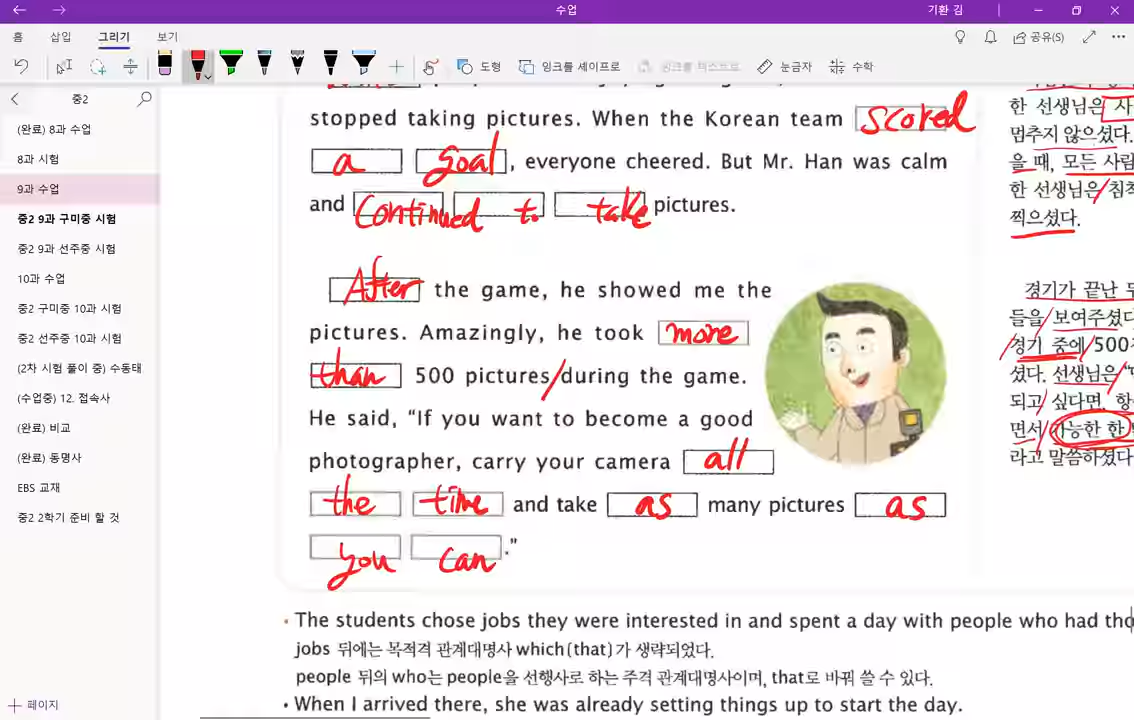 수업
기환 김
홈 삽입 그리기 보기
공유(S)
도형 잉크를 셰이프로 잉크를 텍스트로 눈금자 수학
중2
(완료) 8과 수업
8과 시험
9과 수업
중2 9과 구미중 시험
중2 9과 선주중 시험
10과 수업
중2 구미중 10과 시험
중2 선주중 10과 시험
(2차 시험 풀이 중) 수동태
(수업중) 12. 접속사
(완료) 비교
(완료) 동명사
EBS 교재
중2 2학기 준비 할 것
페이지
stopped taking pictures. When the Korean team scored
a goal, everyone cheered. But Mr. Han was calm
and continued to take pictures.
After the game, he showed me the
pictures. Amazingly, he took more
than 500 pictures/during the game.
He said, “If you want to become a good
photographer, carry your camera all
the time and take as many pictures as
you can.”
한 선생님은 사
멈추지 않으셨다.
을 때, 모든 사람
한 선생님은/침착
찍으셨다.
경기가 끝난 뒤
들을 보여주셨다
경기 중에/500
셨다. 선생님은/
되고/싶다면, 항
면서/가능한 한
라고 말씀하셨다
• The students chose jobs they were interested in and spent a day with people who had tho
jobs 뒤에는 목적격 관계대명사 which(that)가 생략되었다.
people 뒤의 who는 people을 선행사로 하는 주격 관계대명사이며, that로 바꿔 쓸 수 있다.
• When I arrived there, she was already setting things up to start the day.